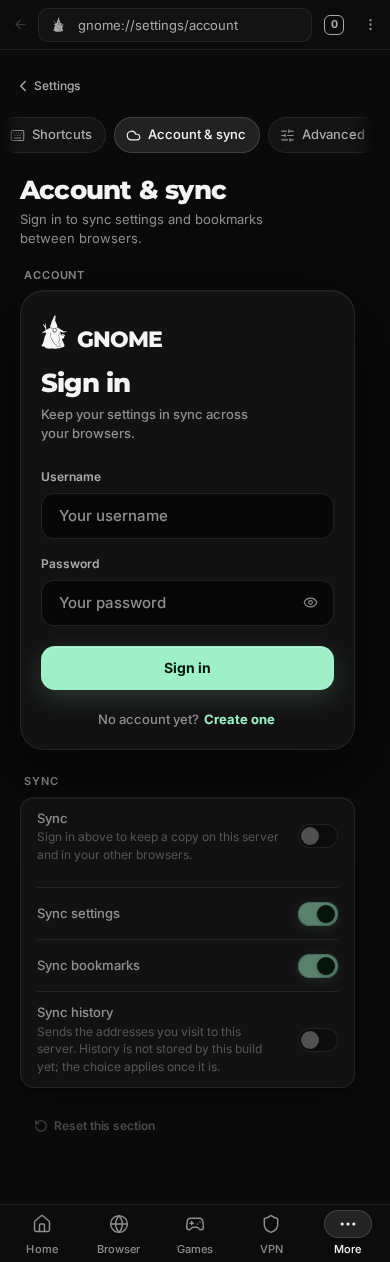 gnome://settings/account
0
Settings
Shortcuts
Account & sync
Advanced
Account & sync
Sign in to sync settings and bookmarks
between browsers.
ACCOUNT
GNOME
Sign in
Keep your settings in sync across
your browsers.
Username
Your username
Password
Your password
Sign in
No account yet? Create one
SYNC
Sync
Sign in above to keep a copy on this server
and in your other browsers.
Sync settings
Sync bookmarks
Sync history
Sends the addresses you visit to this
server. History is not stored by this build
yet; the choice applies once it is.
Reset this section
Home
Browser
Games
VPN
More